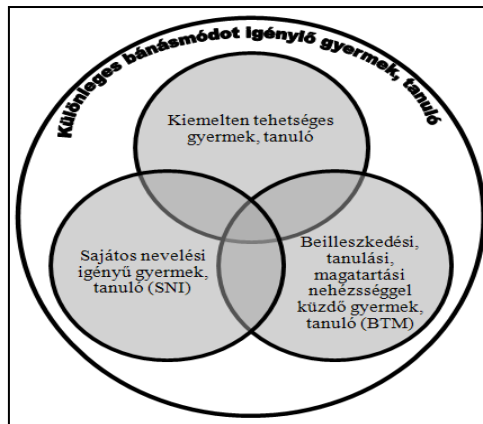 Különleges bánásmódot igénylő gyermek, tanuló
Kiemelten tehetséges
gyermek, tanuló
Sajátos nevelési
igényű gyermek,
tanuló (SNI)
Beilleszkedési,
tanulási,
magatartási
nehézsséggel
küzdő gyermek,
tanuló (BTM)